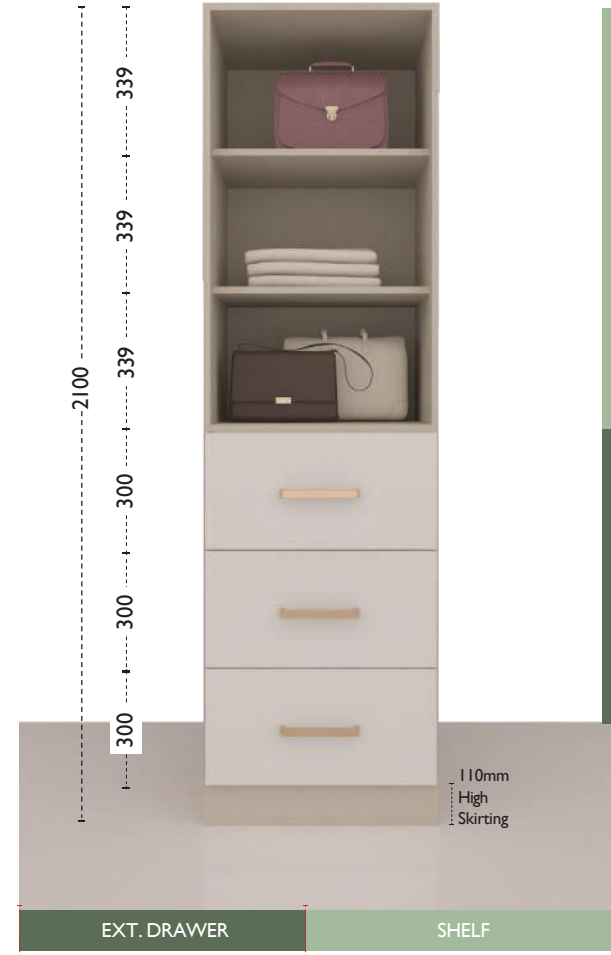 339
339
339
2100
300
300
300
110mm
High
Skirting
EXT. DRAWER
SHELF